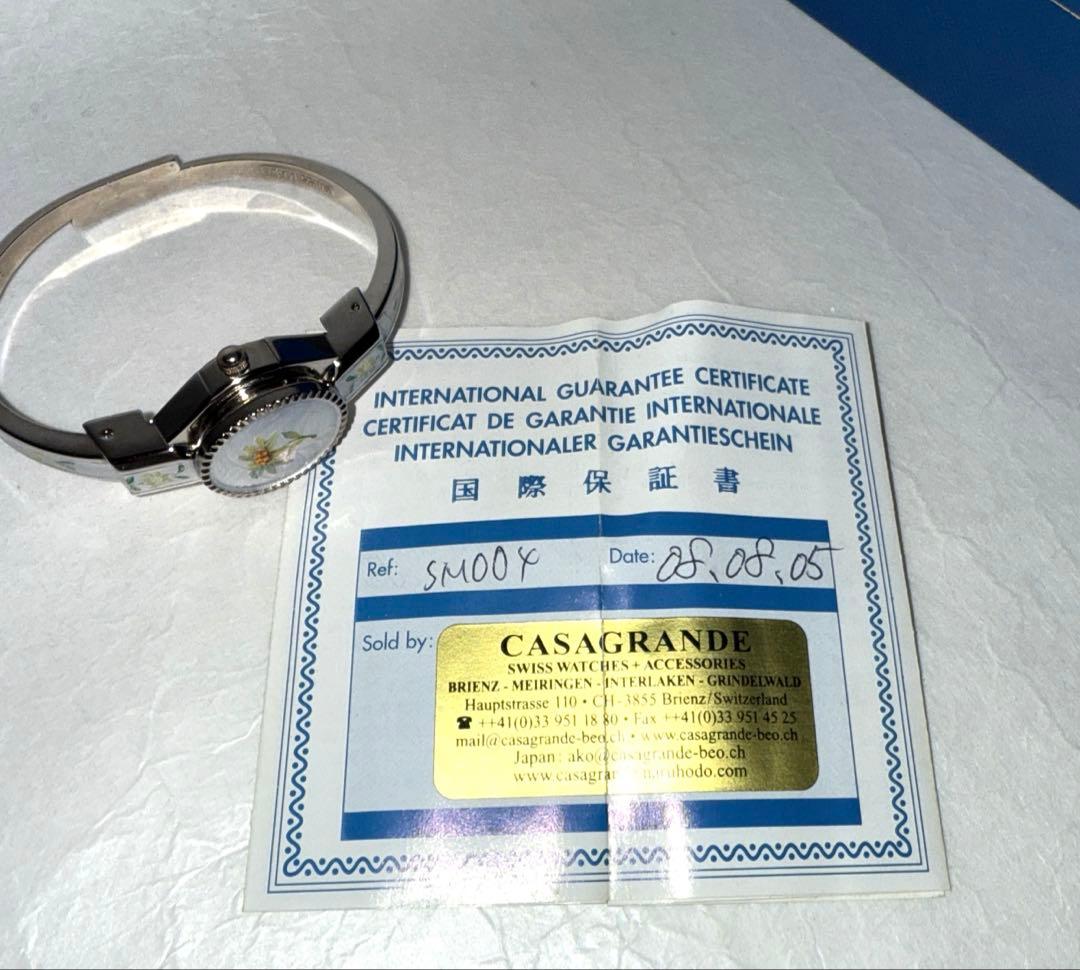 INTERNATIONAL GUARANTEE CERTIFICATE
CERTIFICAT DE GARANTIE INTERNATIONALE
INTERNATIONALER GARANTIESCHEIN
国際保証書
Ref: SM004 Date: 08.08.05
Sold by:
CASAGRANDE
SWISS WATCHES + ACCESSORIES
BRIENZ - MEIRINGEN - INTERLAKEN - GRINDELWALD
Hauptstrasse 110 • CH-3855 Brienz/Switzerland
☎ ++41(0)33 951 18 80 • Fax ++41(0)33 951 45 25
mail@casagrande-beo.ch • www.casagrande-beo.ch
Japan: ako@casagrande-beo.ch